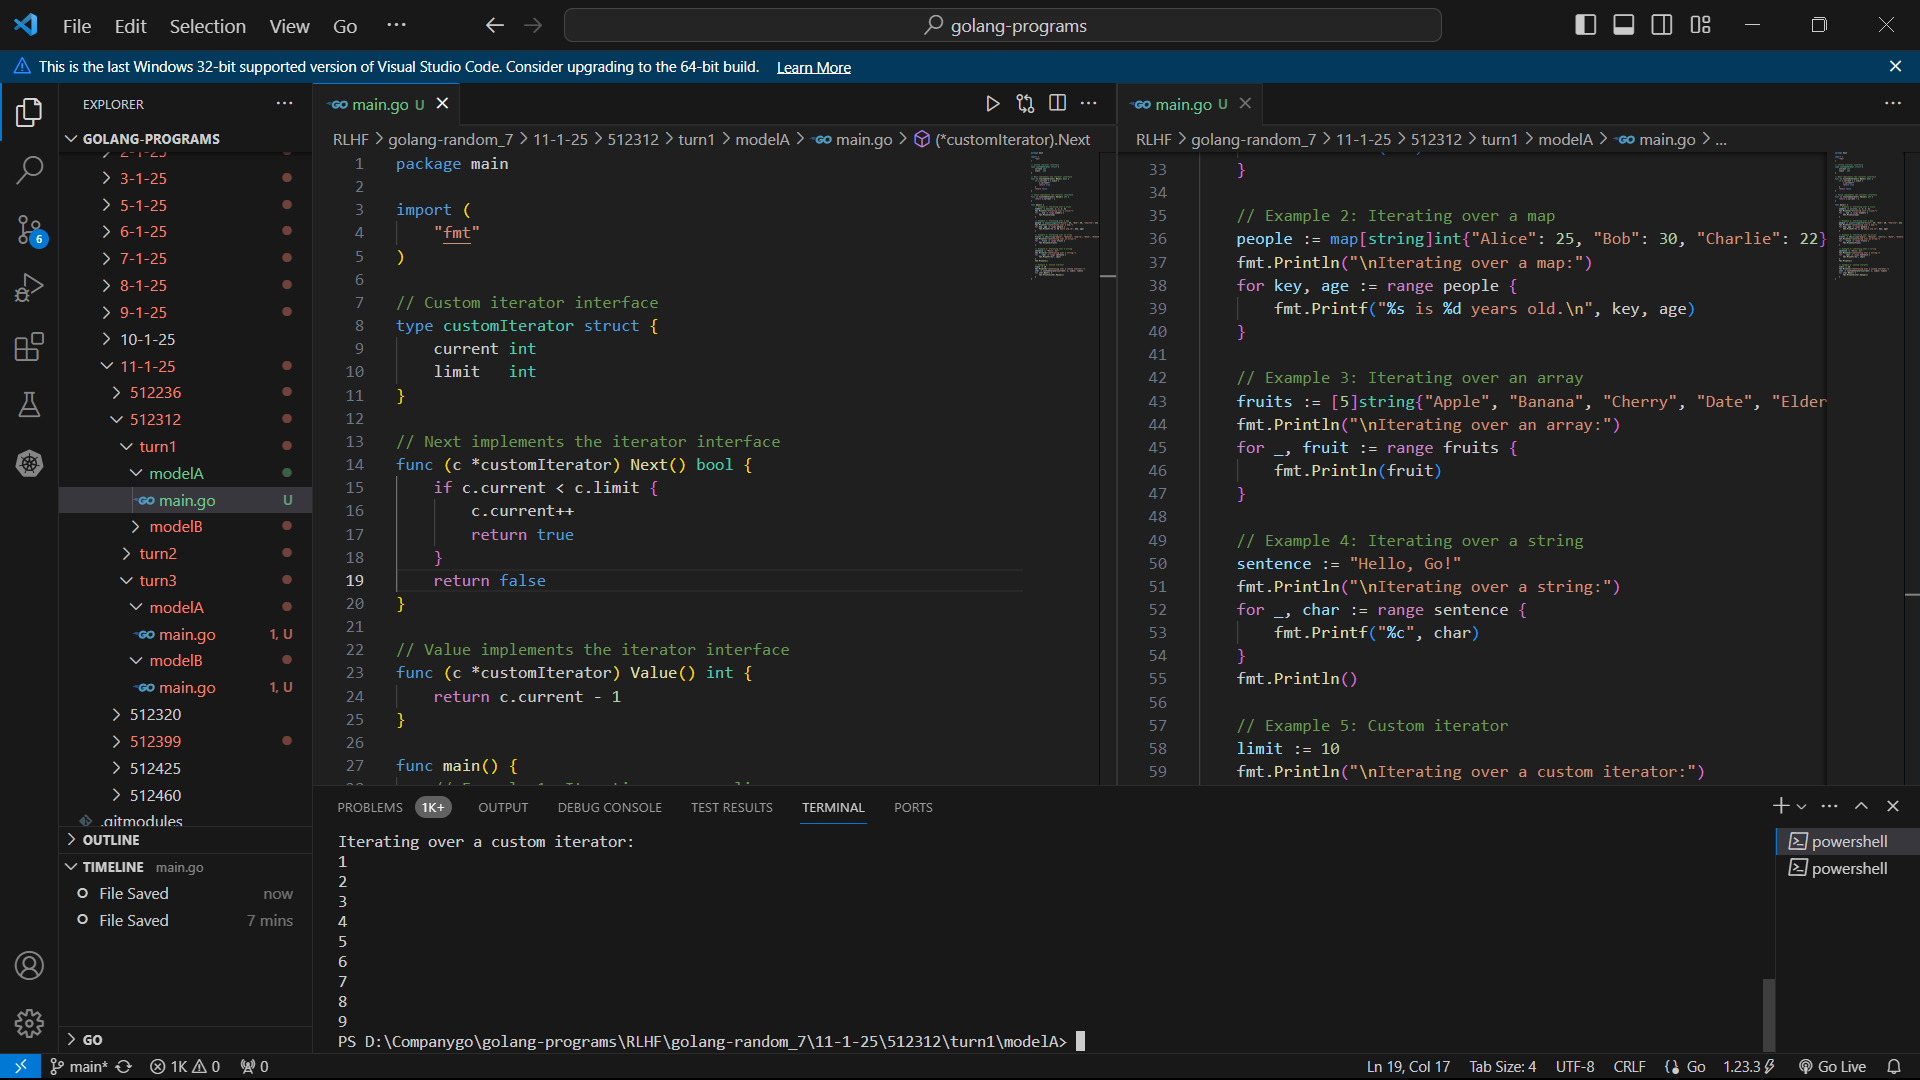 File Edit Selection View Go ··· golang-programs
This is the last Windows 32-bit supported version of Visual Studio Code. Consider upgrading to the 64-bit build. Learn More
EXPLORER
GOLANG-PROGRAMS
2-1-25
3-1-25
5-1-25
6-1-25
7-1-25
8-1-25
9-1-25
10-1-25
11-1-25
512236
512312
turn1
modelA
main.go U
modelB
turn2
turn3
modelA
main.go 1, U
modelB
main.go 1, U
512320
512399
512425
512460
.gitmodules
OUTLINE
TIMELINE main.go
File Saved now
File Saved 7 mins
GO
main.go U
RLHF > golang-random_7 > 11-1-25 > 512312 > turn1 > modelA > main.go > (*customIterator).Next
1 package main
2
3 import (
4 "fmt"
5 )
6
7 // Custom iterator interface
8 type customIterator struct {
9 current int
10 limit   int
11 }
12
13 // Next implements the iterator interface
14 func (c *customIterator) Next() bool {
15 if c.current < c.limit {
16 c.current++
17 return true
18 }
19 return false
20 }
21
22 // Value implements the iterator interface
23 func (c *customIterator) Value() int {
24 return c.current - 1
25 }
26
27 func main() {
main.go U
RLHF > golang-random_7 > 11-1-25 > 512312 > turn1 > modelA > main.go > ...
33 }
34
35 // Example 2: Iterating over a map
36 people := map[string]int{"Alice": 25, "Bob": 30, "Charlie": 22}
37 fmt.Println("\nIterating over a map:")
38 for key, age := range people {
39 fmt.Printf("%s is %d years old.\n", key, age)
40 }
41
42 // Example 3: Iterating over an array
43 fruits := [5]string{"Apple", "Banana", "Cherry", "Date", "Elder
44 fmt.Println("\nIterating over an array:")
45 for _, fruit := range fruits {
46 fmt.Println(fruit)
47 }
48
49 // Example 4: Iterating over a string
50 sentence := "Hello, Go!"
51 fmt.Println("\nIterating over a string:")
52 for _, char := range sentence {
53 fmt.Printf("%c", char)
54 }
55 fmt.Println()
56
57 // Example 5: Custom iterator
58 limit := 10
59 fmt.Println("\nIterating over a custom iterator:")
PROBLEMS 1K+ OUTPUT DEBUG CONSOLE TEST RESULTS TERMINAL PORTS
Iterating over a custom iterator:
1
2
3
4
5
6
7
8
9
PS D:\Companygo\golang-programs\RLHF\golang-random_7\11-1-25\512312\turn1\modelA>
powershell
powershell
6
main* 1K 0 0 Ln 19, Col 17 Tab Size: 4 UTF-8 CRLF Go 1.23.3 Go Live